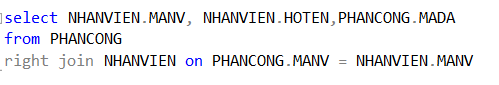 select NHANVIEN.MANV, NHANVIEN.HOTEN,PHANCONG.MADA
from PHANCONG
right join NHANVIEN on PHANCONG.MANV = NHANVIEN.MANV